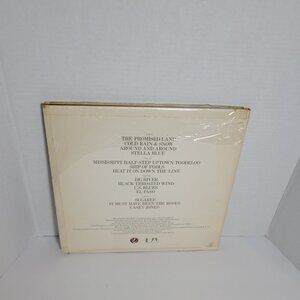 THE PROMISED LAND
COLD RAIN & SNOW
AROUND AND AROUND
STELLA BLUE
MISSISSIPPI HALF-STEP UPTOWN TOODELOO
SHIP OF FOOLS
BEAT IT ON DOWN THE LINE
BIG RIVER
BLACK-THROATED WIND
U.S. BLUES
EL PASO
SUGAREE
IT MUST HAVE BEEN THE ROSES
CASEY JONES